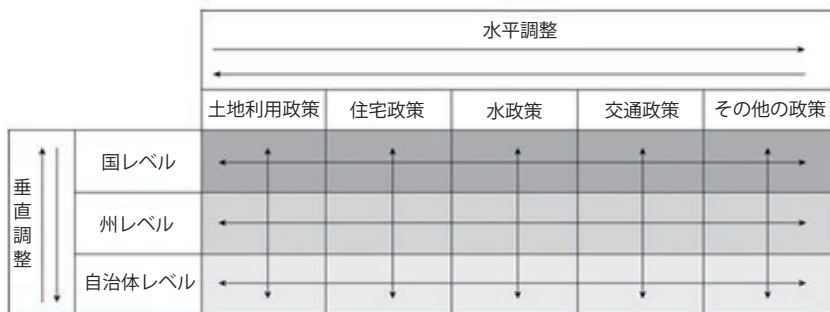 水平調整
土地利用政策
住宅政策
水政策
交通政策
その他の政策
垂直調整
国レベル
州レベル
自治体レベル